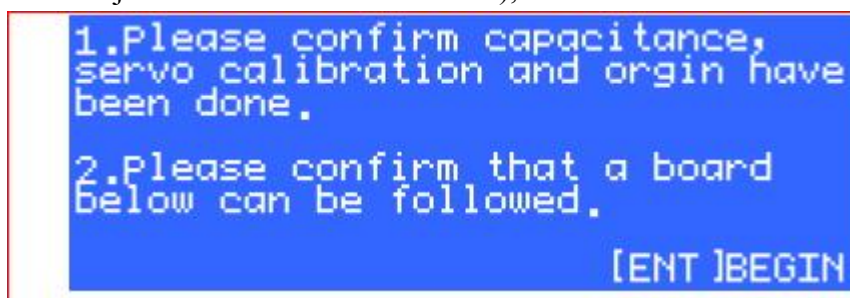 1.Please confirm capacitance,
servo calibration and orgin have
been done.
2.Please confirm that a board
below can be followed.
[ENT]BEGIN